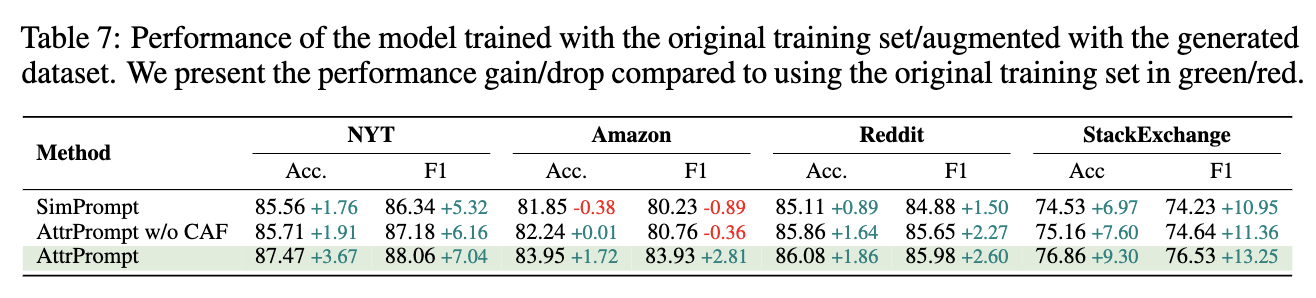 Table 7: Performance of the model trained with the original training set/augmented with the generated
dataset. We present the performance gain/drop compared to using the original training set in green/red.
Method NYT Amazon Reddit StackExchange
Acc. F1 Acc. F1 Acc. F1 Acc F1
SimPrompt 85.56 +1.76 86.34 +5.32 81.85 -0.38 80.23 -0.89 85.11 +0.89 84.88 +1.50 74.53 +6.97 74.23 +10.95
AttrPrompt w/o CAF 85.71 +1.91 87.18 +6.16 82.24 +0.01 80.76 -0.36 85.86 +1.64 85.65 +2.27 75.16 +7.60 74.64 +11.36
AttrPrompt 87.47 +3.67 88.06 +7.04 83.95 +1.72 83.93 +2.81 86.08 +1.86 85.98 +2.60 76.86 +9.30 76.53 +13.25